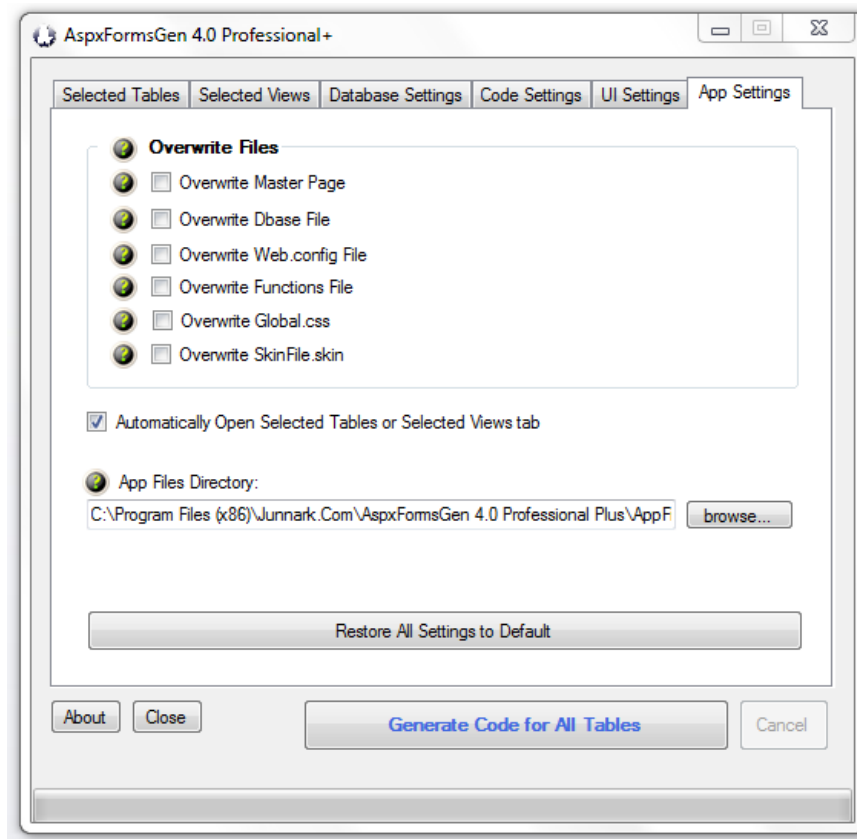 AspxFormsGen 4.0 Professional+
Selected Tables Selected Views Database Settings Code Settings UI Settings App Settings
Overwrite Files
Overwrite Master Page
Overwrite Dbase File
Overwrite Web.config File
Overwrite Functions File
Overwrite Global.css
Overwrite SkinFile.skin
Automatically Open Selected Tables or Selected Views tab
App Files Directory:
C:\Program Files (x86)\Junnark.Com\AspxFormsGen 4.0 Professional Plus\AppF browse...
Restore All Settings to Default
About Close Generate Code for All Tables Cancel